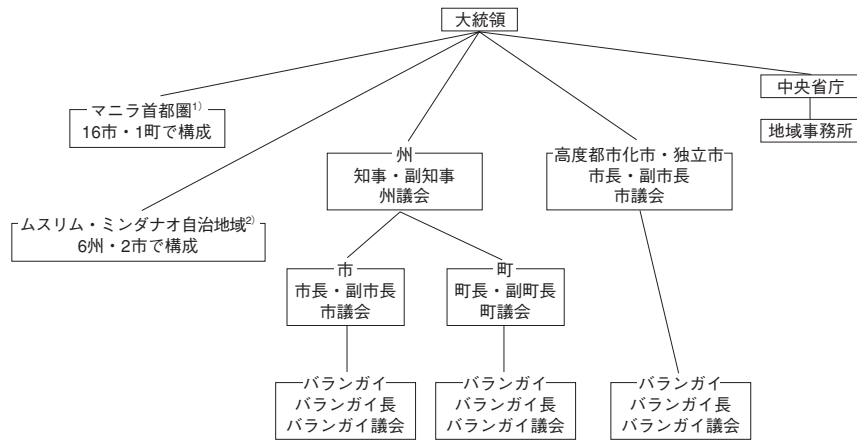 大統領
マニラ首都圏1)
16市・1町で構成
中央省庁
地域事務所
州
知事・副知事
州議会
高度都市化市・独立市
市長・副市長
市議会
ムスリム・ミンダナオ自治地域2)
6州・2市で構成
市
市長・副市長
市議会
町
町長・副町長
町議会
バランガイ
バランガイ長
バランガイ議会
バランガイ
バランガイ長
バランガイ議会
バランガイ
バランガイ長
バランガイ議会